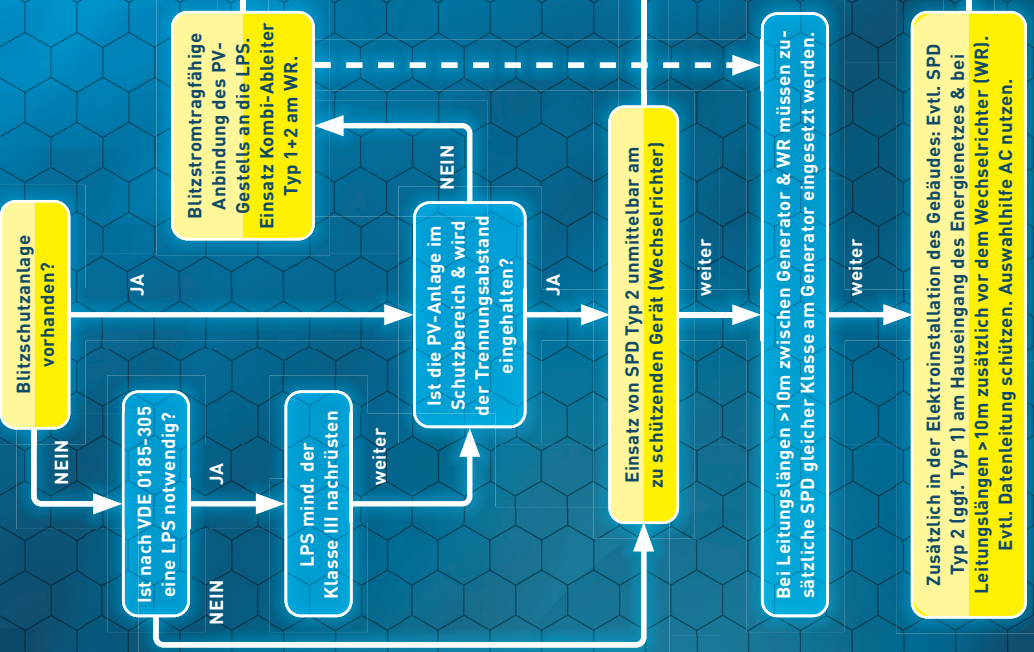 Blitzschutzanlage
vorhanden?
NEIN
JA
Ist nach VDE 0185-305
eine LPS notwendig?
NEIN
JA
LPS mind. der
Klasse III nachrüsten
weiter
Ist die PV-Anlage im
Schutzbereich & wird
der Trennungsabstand
eingehalten?
NEIN
JA
Blitzstromtragfähige
Anbindung des PV-
Gestells an die LPS.
Einsatz Kombi-Ableiter
Typ 1+2 am WR.
Einsatz von SPD Typ 2 unmittelbar am
zu schützenden Gerät (Wechselrichter)
weiter
Bei Leitungslängen >10m zwischen Generator & WR müssen zu-
sätzliche SPD gleicher Klasse am Generator eingesetzt werden.
weiter
Zusätzlich in der Elektroinstallation des Gebäudes: Evtl. SPD
Typ 2 (ggf. Typ 1) am Hauseingang des Energienetzes & bei
Leitungslängen >10m zusätzlich vor dem Wechselrichter (WR).
Evtl. Datenleitung schützen. Auswahlhilfe AC nutzen.